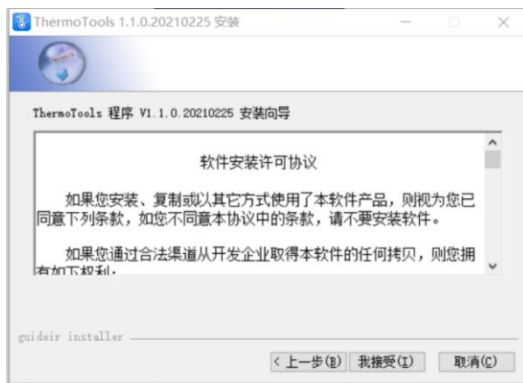 ThermoTools 1.1.0.20210225 安装
ThermoTools 程序 V1.1.0.20210225 安装向导
软件安装许可协议
如果您安装、复制或以其它方式使用了本软件产品，则视为您已
同意下列条款，如您不同意本协议中的条款，请不要安装软件。
如果您通过合法渠道从开发企业取得本软件的任何拷贝，则您拥
有如下权利：
guideir installer
< 上一步(B) 我接受(I) 取消(C)